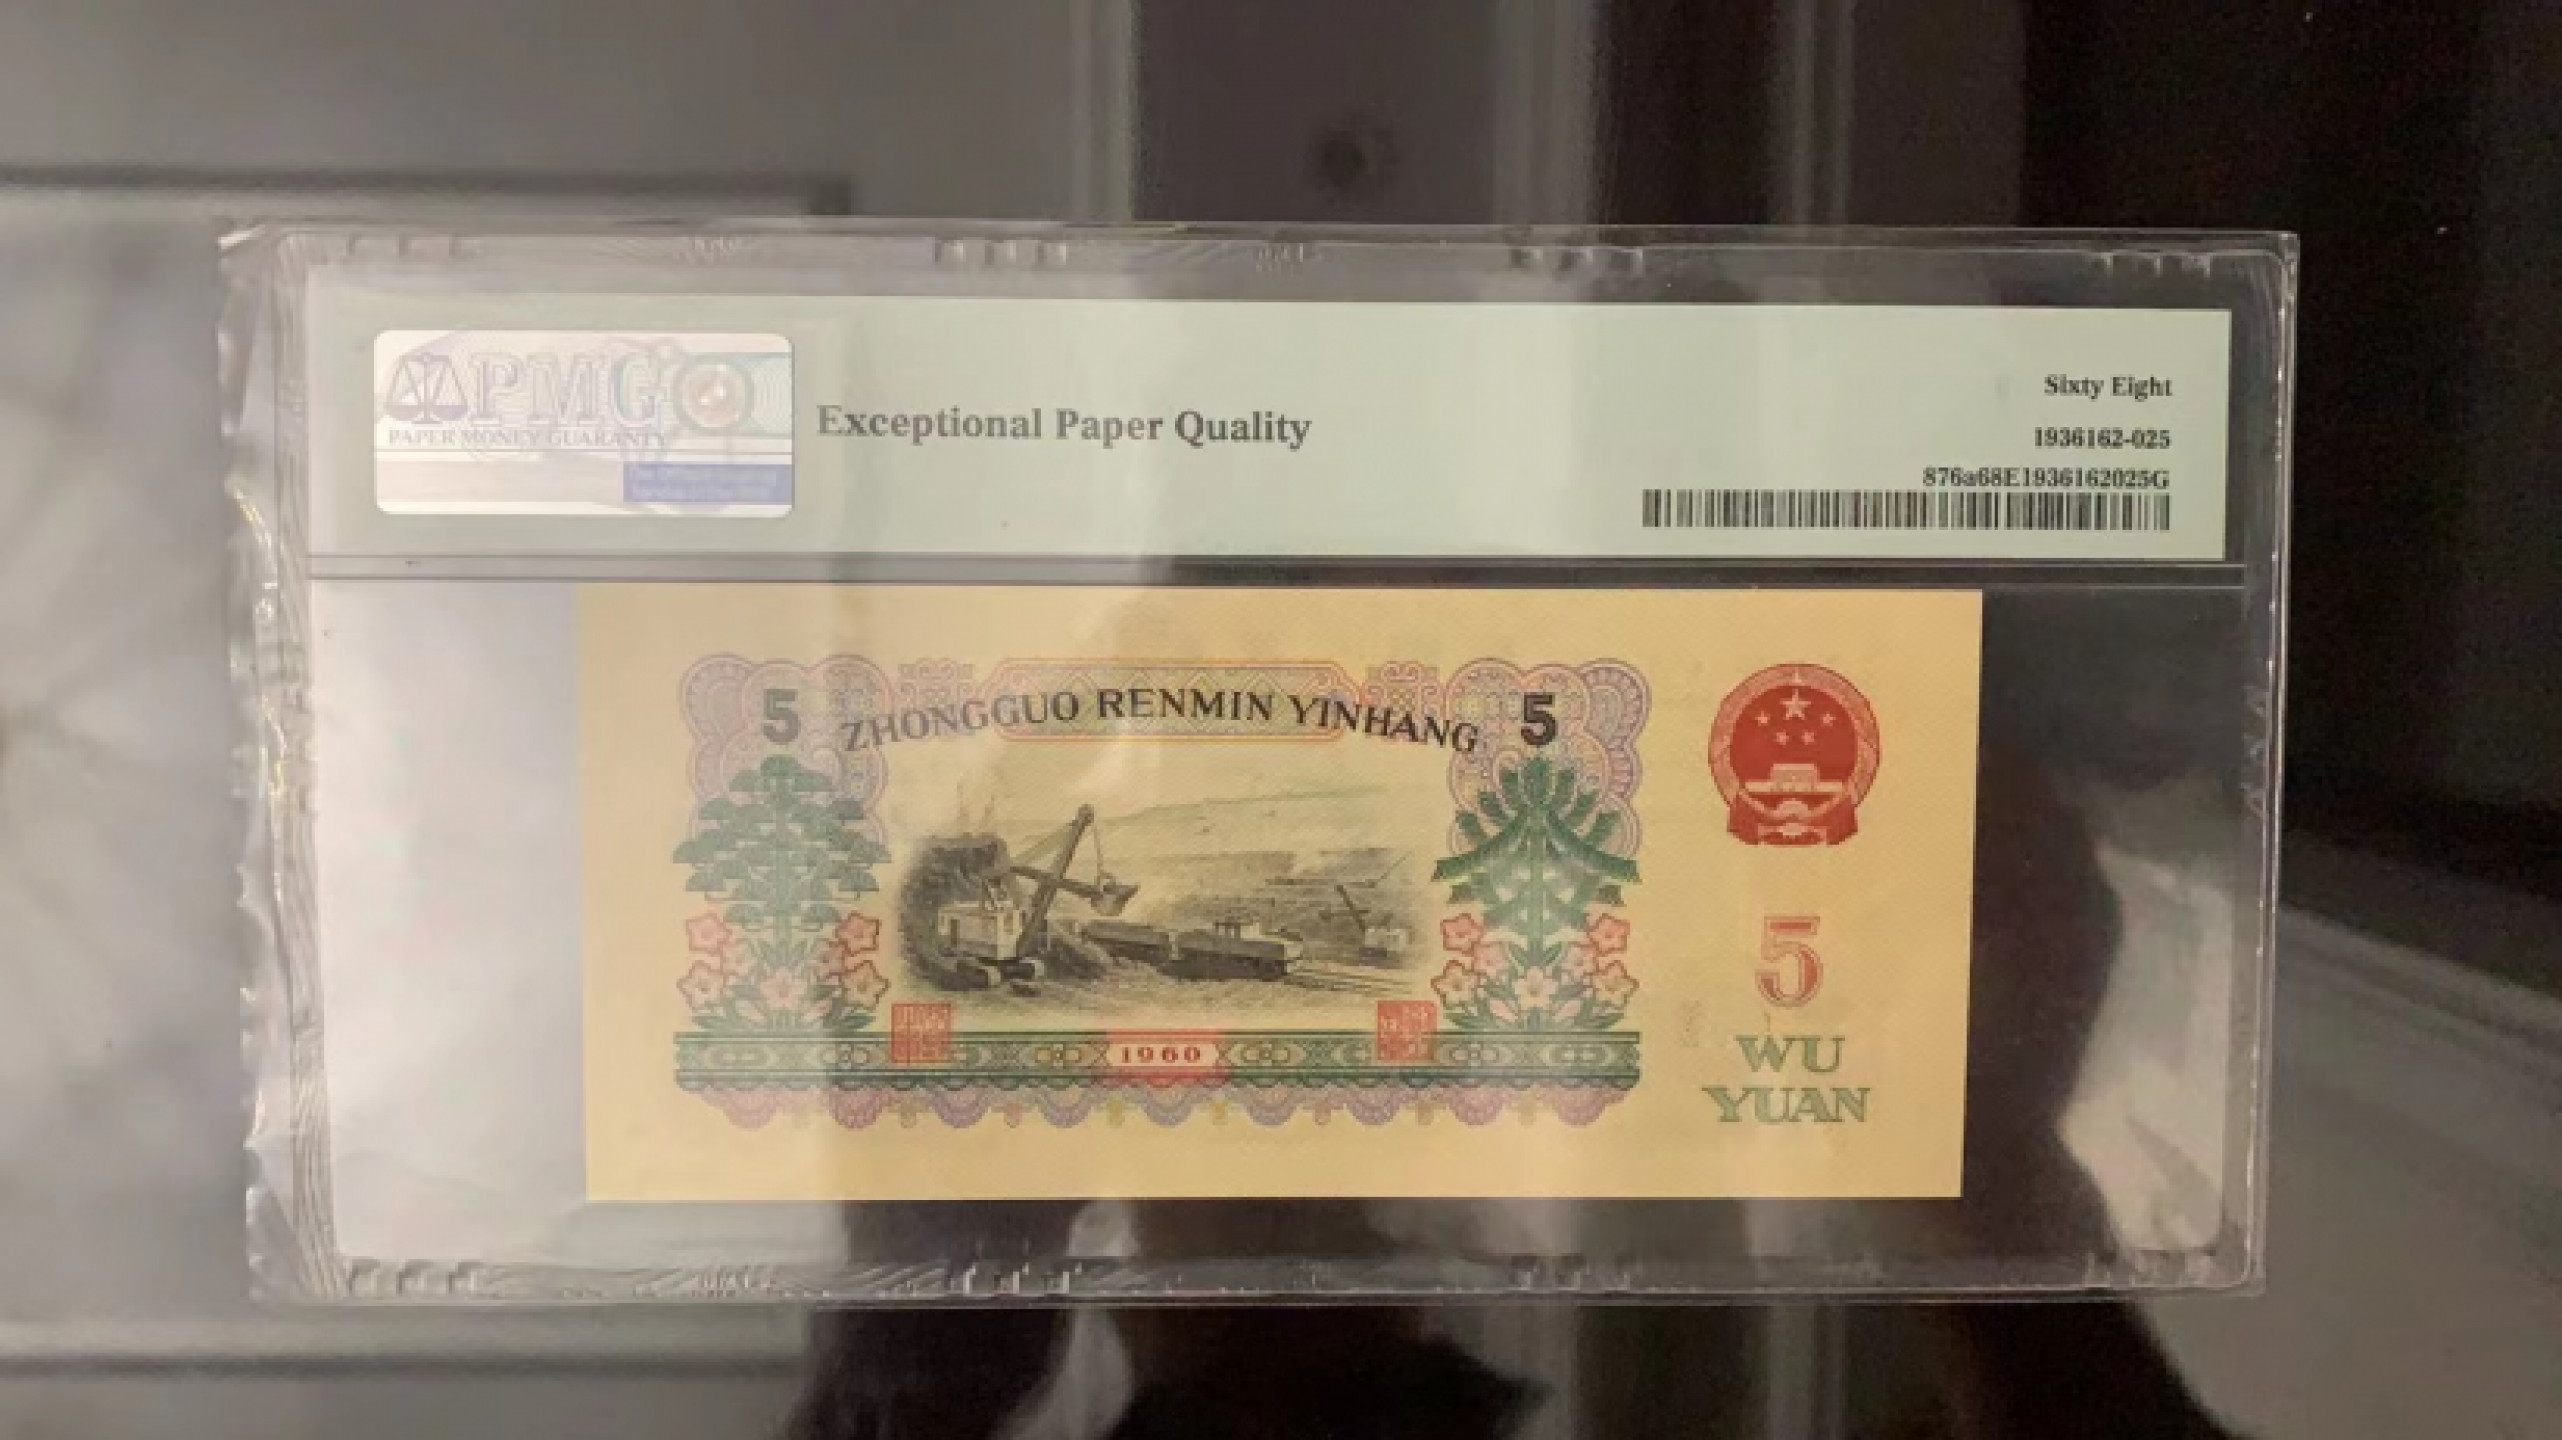 PMG
PAPER MONEY GUARANTY
Exceptional Paper Quality
Sixty Eight
1936162-025
876a68E1936162025G
5 ZHONGGUO RENMIN YINHANG 5
5
WU
YUAN
1960